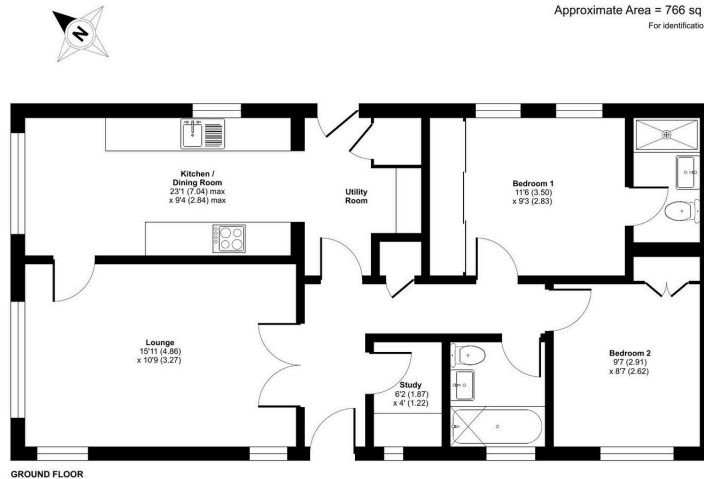 Approximate Area = 766 sq
For identificatio
N
Kitchen /
Dining Room
23'1 (7.04) max
x 9'4 (2.84) max
Utility
Room
Bedroom 1
11'6 (3.50)
x 9'3 (2.83)
Lounge
15'11 (4.86)
x 10'9 (3.27)
Study
6'2 (1.87)
x 4' (1.22)
Bedroom 2
9'7 (2.91)
x 8'7 (2.62)
GROUND FLOOR